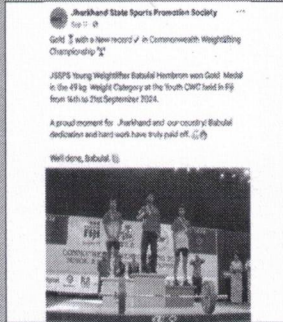 Jharkhand State Sports Promotion Society
Sep 17
Gold 🏅 with a New record ✓ in Commonwealth Weightlifting
Championship 🏆
JSSPS Young Weightlifter Babulal Hembrom won Gold Medal
in the 49 kg Weight Category at the Youth CWC held in Fiji
from 16th to 21st September 2024.
A proud moment for Jharkhand and our country! Babulal
dedication and hard work have truly paid off.
Well done, Babulal.
FIJI